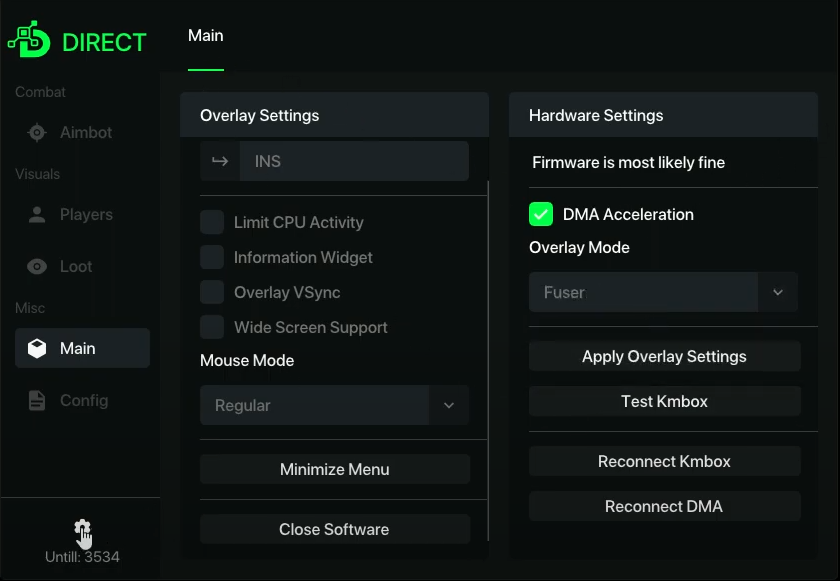 DIRECT
Main
Combat
Aimbot
Visuals
Players
Loot
Misc
Main
Config
Untill: 3534
Overlay Settings
INS
Limit CPU Activity
Information Widget
Overlay VSync
Wide Screen Support
Mouse Mode
Regular
Minimize Menu
Close Software
Hardware Settings
Firmware is most likely fine
DMA Acceleration
Overlay Mode
Fuser
Apply Overlay Settings
Test Kmbox
Reconnect Kmbox
Reconnect DMA